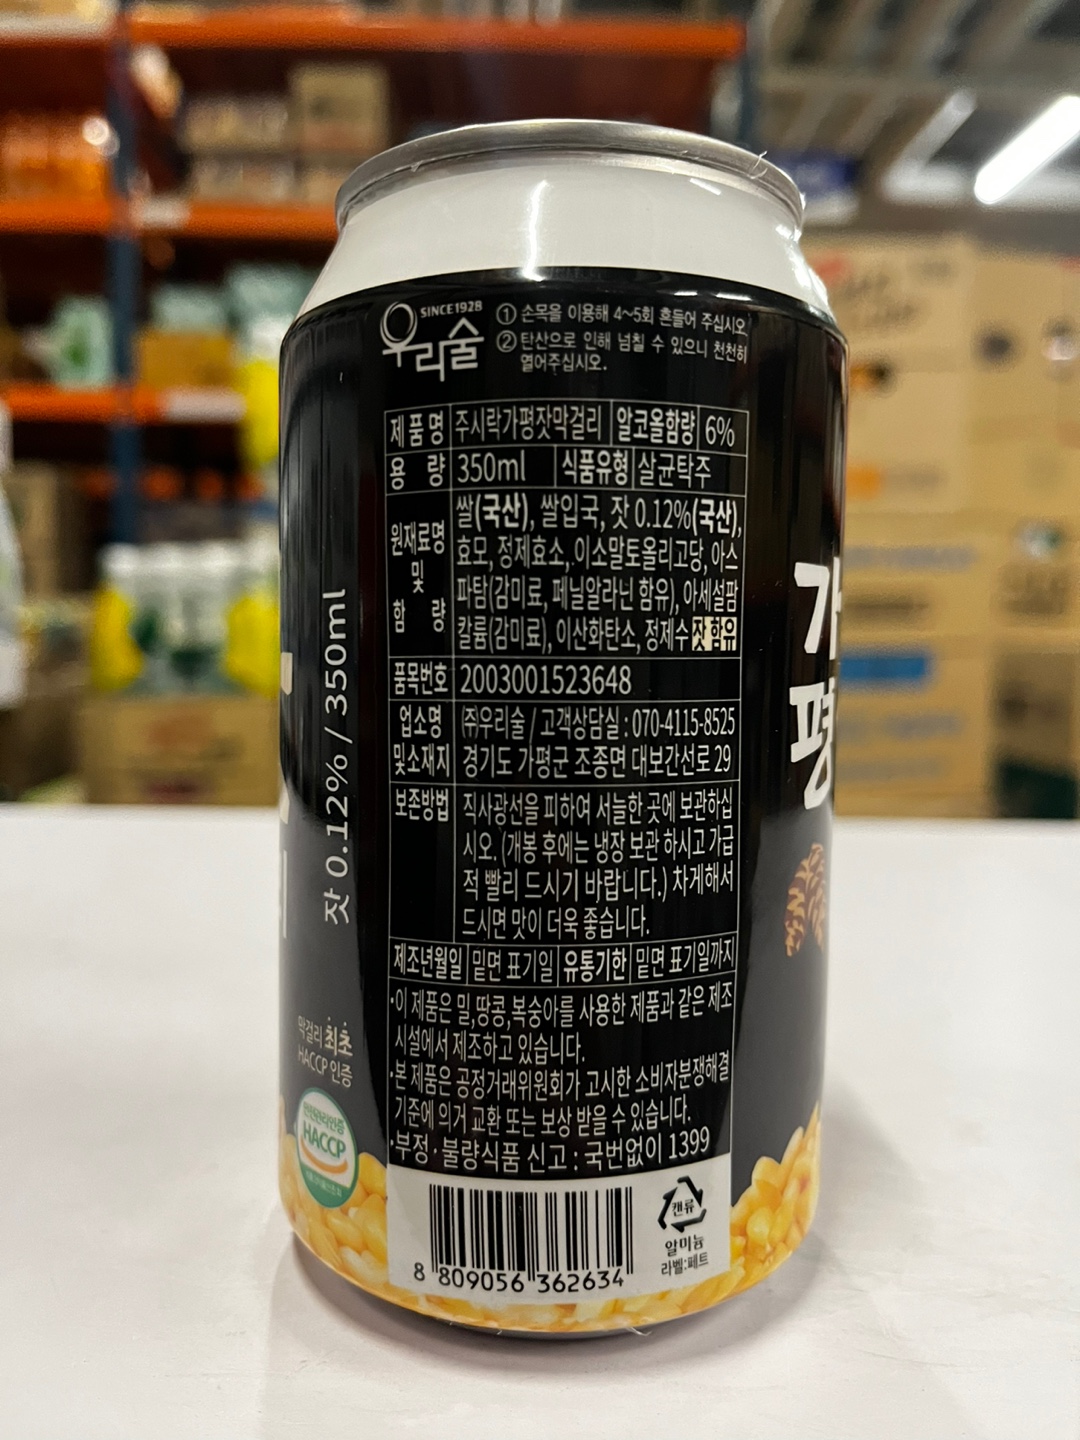 SINCE1928
우리술
① 손목을 이용해 4~5회 흔들어 주십시오
② 탄산으로 인해 넘칠 수 있으니 천천히
열어주십시오.
제품명 주시락가평잣막걸리 알코올함량 6%
용량 350ml 식품유형 살균탁주
원재료명 및 함량
쌀(국산), 쌀입국, 잣 0.12%(국산),
효모, 정제효소, 이소말토올리고당, 아스
파탐(감미료, 페닐알라닌 함유), 아세설팜
칼륨(감미료), 이산화탄소, 정제수 잣 함유
품목번호 2003001523648
업소명 ㈜우리술 / 고객상담실 : 070-4115-8525
및소재지 경기도 가평군 조종면 대보간선로 29
보존방법 직사광선을 피하여 서늘한 곳에 보관하십
시오. (개봉 후에는 냉장 보관 하시고 가급
적 빨리 드시기 바랍니다.) 차게해서
드시면 맛이 더욱 좋습니다.
제조년월일 밑면 표기일 유통기한 밑면 표기일까지
·이 제품은 밀,땅콩,복숭아를 사용한 제품과 같은 제조
시설에서 제조하고 있습니다.
·본 제품은 공정거래위원회가 고시한 소비자분쟁해결
기준에 의거 교환 또는 보상 받을 수 있습니다.
·부정·불량식품 신고 : 국번없이 1399
8 809056 362634
캔류
알미늄
라벨:페트
잣 0.12% / 350ml
막걸리 최초
HACCP 인증
HACCP
가평